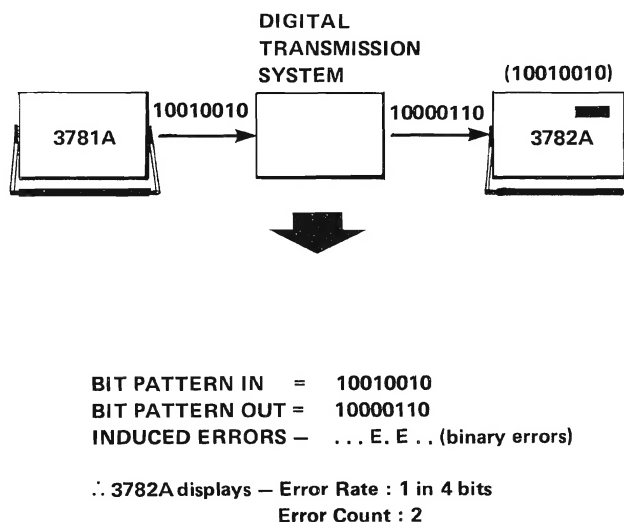 DIGITAL
TRANSMISSION
SYSTEM
(10010010)
3781A
10010010
10000110
3782A
BIT PATTERN IN = 10010010
BIT PATTERN OUT = 10000110
INDUCED ERRORS – . . . E. E . . (binary errors)
∴ 3782A displays – Error Rate : 1 in 4 bits
Error Count : 2